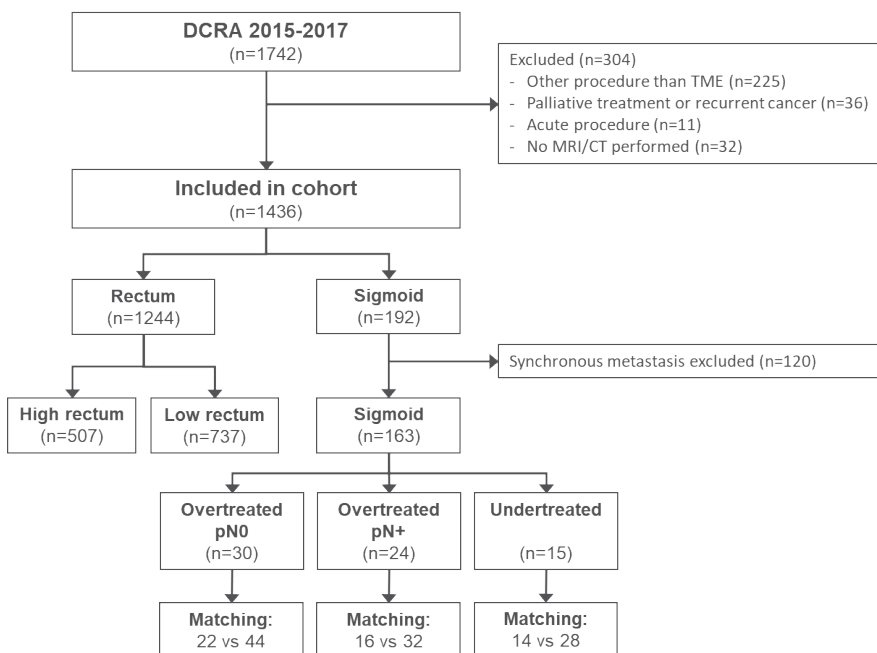 DCRA 2015-2017
(n=1742)
Excluded (n=304)
- Other procedure than TME (n=225)
- Palliative treatment or recurrent cancer (n=36)
- Acute procedure (n=11)
- No MRI/CT performed (n=32)
Included in cohort
(n=1436)
Rectum
(n=1244)
Sigmoid
(n=192)
Synchronous metastasis excluded (n=120)
High rectum
(n=507)
Low rectum
(n=737)
Sigmoid
(n=163)
Overtreated
pN0
(n=30)
Overtreated
pN+
(n=24)
Undertreated
(n=15)
Matching:
22 vs 44
Matching:
16 vs 32
Matching:
14 vs 28